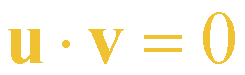 u · v = 0